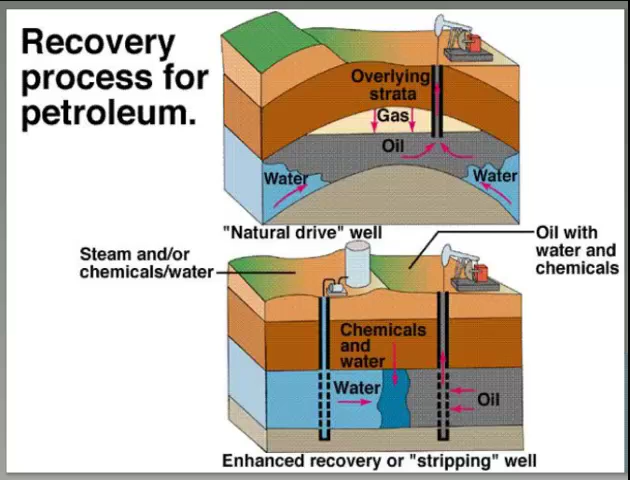 Recovery
process for
petroleum.
Overlying
strata
Gas
Oil
Water
Water
"Natural drive" well
Steam and/or
chemicals/water
Oil with
water and
chemicals
Chemicals
and
water
Water
Oil
Enhanced recovery or "stripping" well